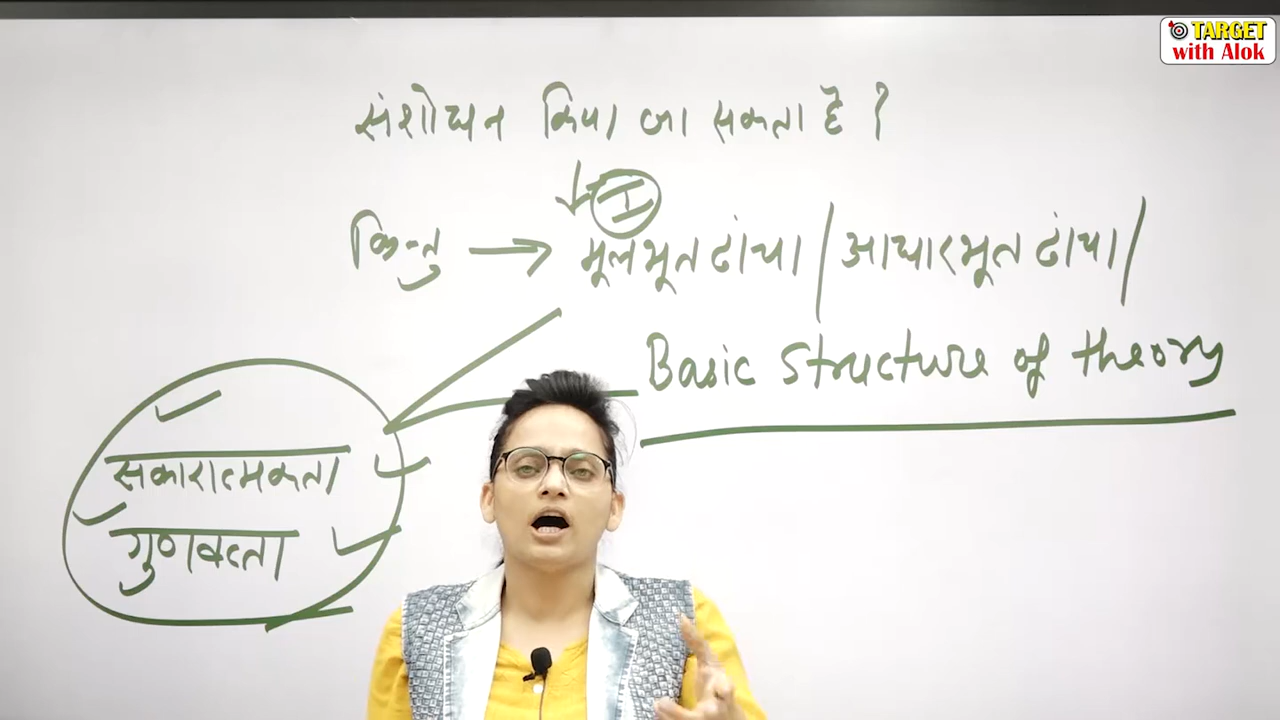 TARGET
with Alok
संशोधन किया जा सकता है ?
I
किन्तु → मूलभूत ढांचा / आधारभूत ढांचा /
Basic Structure of theory
सकारात्मकता
गुणवत्ता